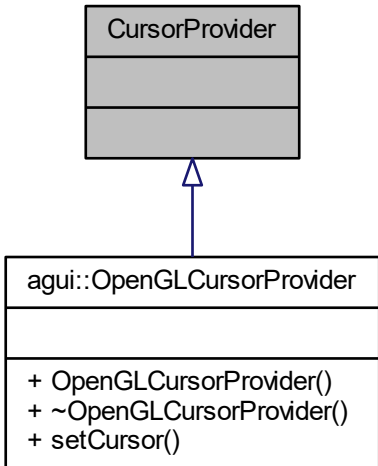 CursorProvider
agui::OpenGLCursorProvider
+ OpenGLCursorProvider()
+ ~OpenGLCursorProvider()
+ setCursor()